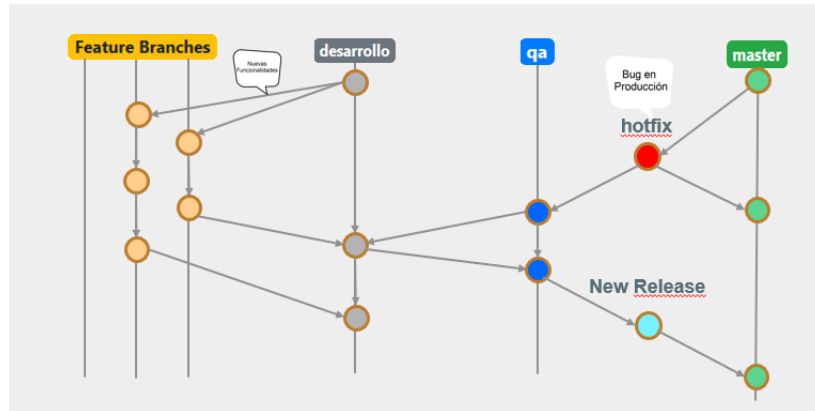 Feature Branches
Nuevas
Funcionalidades
desarrollo
qa
Bug en
Producción
master
hotfix
New Release